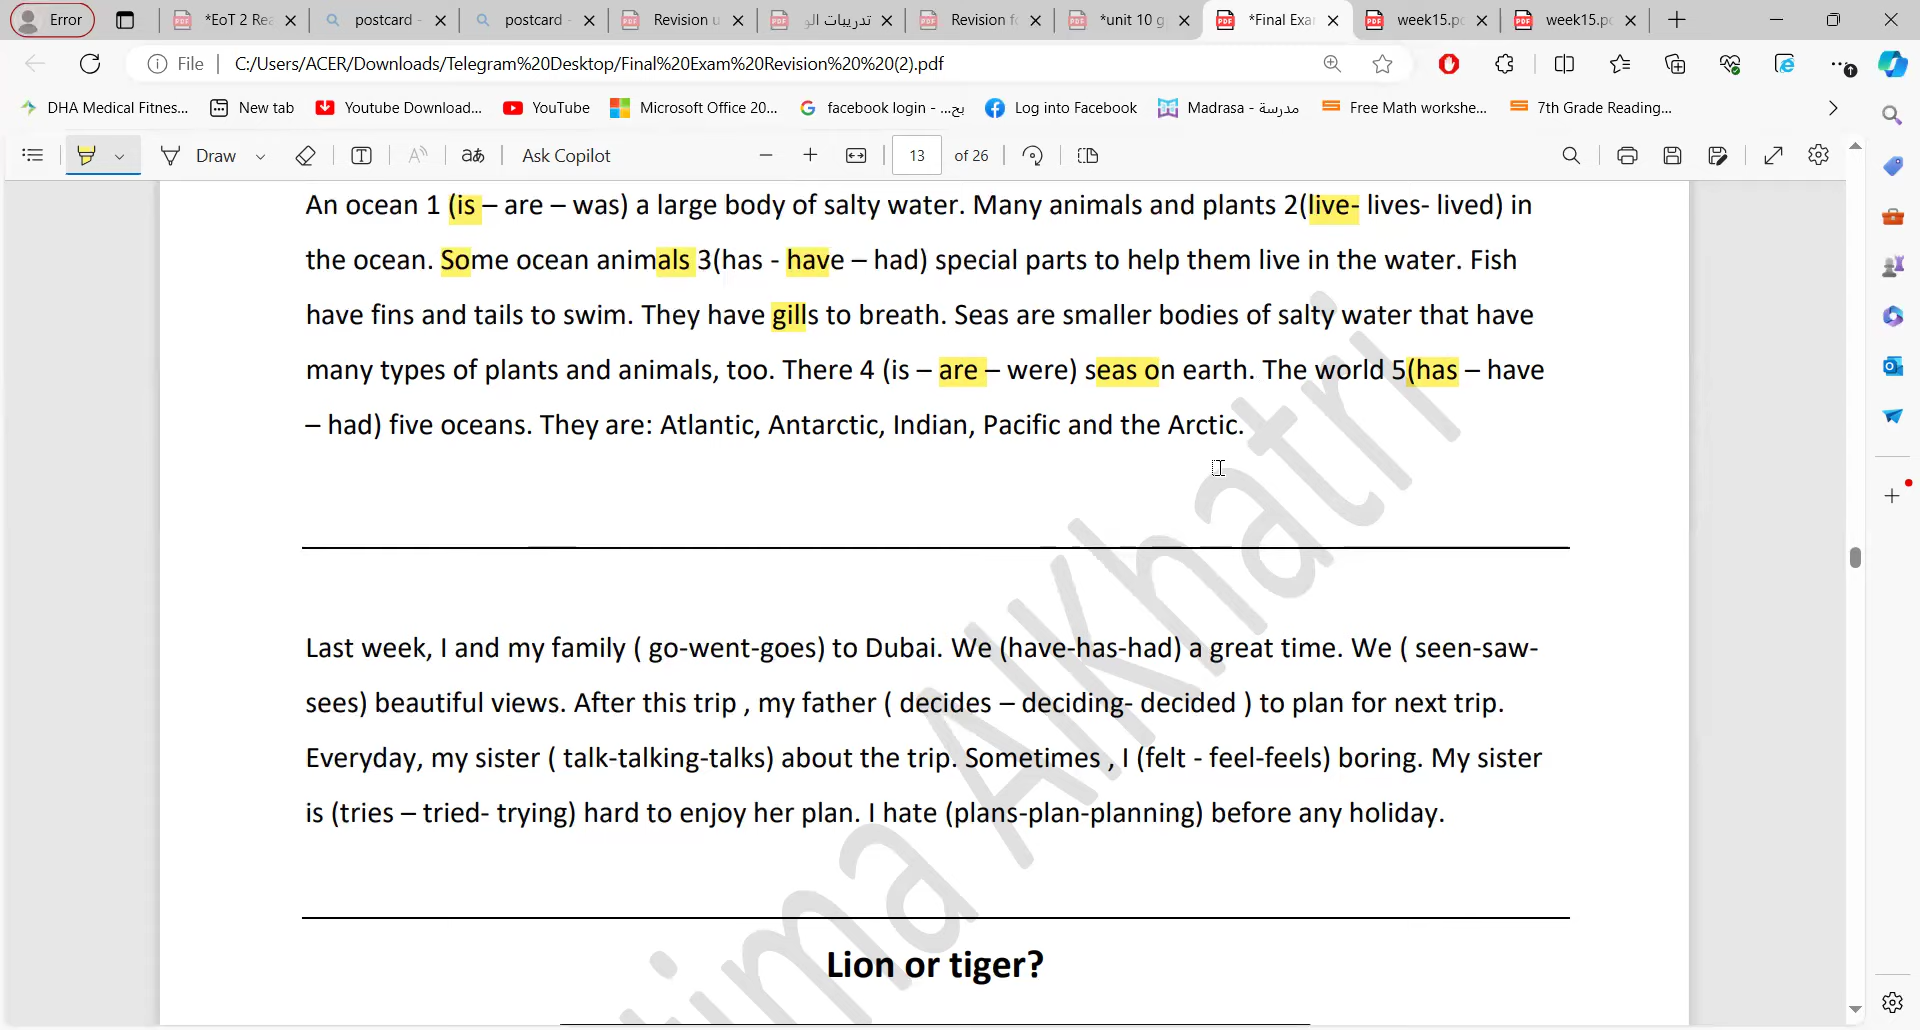 Error
*EoT 2 Rea
postcard -
postcard -
Revision u
تدريبات الو
Revision fo
*unit 10 g
*Final Exa
week15.pd
week15.pd
File
C:/Users/ACER/Downloads/Telegram%20Desktop/Final%20Exam%20Revision%20%20(2).pdf
DHA Medical Fitnes...
New tab
Youtube Download...
YouTube
Microsoft Office 20...
facebook login - ...بح
Log into Facebook
Madrasa - مدرسة
Free Math workshe...
7th Grade Reading...
Draw
Ask Copilot
13 of 26
An ocean 1 (is – are – was) a large body of salty water. Many animals and plants 2(live- lives- lived) in
the ocean. Some ocean animals 3(has - have – had) special parts to help them live in the water. Fish
have fins and tails to swim. They have gills to breath. Seas are smaller bodies of salty water that have
many types of plants and animals, too. There 4 (is – are – were) seas on earth. The world 5(has – have
– had) five oceans. They are: Atlantic, Antarctic, Indian, Pacific and the Arctic.
Last week, I and my family ( go-went-goes) to Dubai. We (have-has-had) a great time. We ( seen-saw-
sees) beautiful views. After this trip , my father ( decides – deciding- decided ) to plan for next trip.
Everyday, my sister ( talk-talking-talks) about the trip. Sometimes , I (felt - feel-feels) boring. My sister
is (tries – tried- trying) hard to enjoy her plan. I hate (plans-plan-planning) before any holiday.
Lion or tiger?
tima AlKhatri